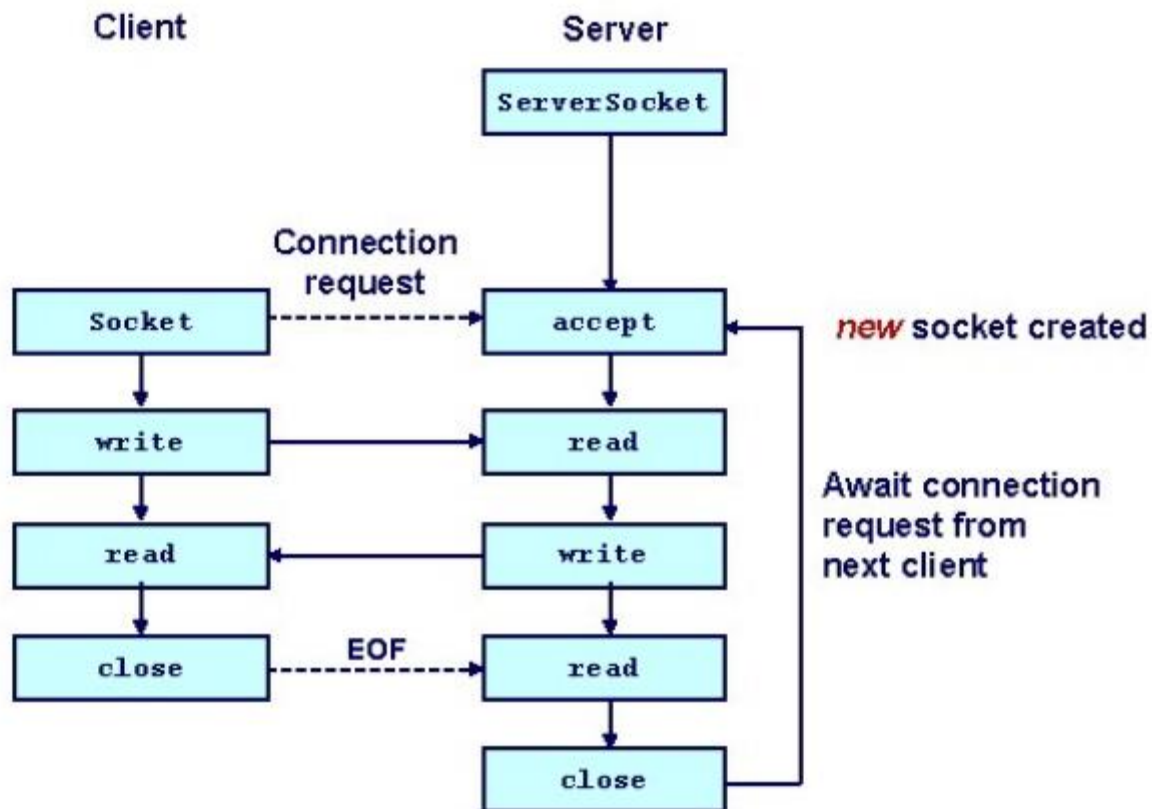 Client
Server
ServerSocket
Connection
request
Socket
accept
new socket created
write
read
Await connection
request from
next client
read
write
close
EOF
read
close